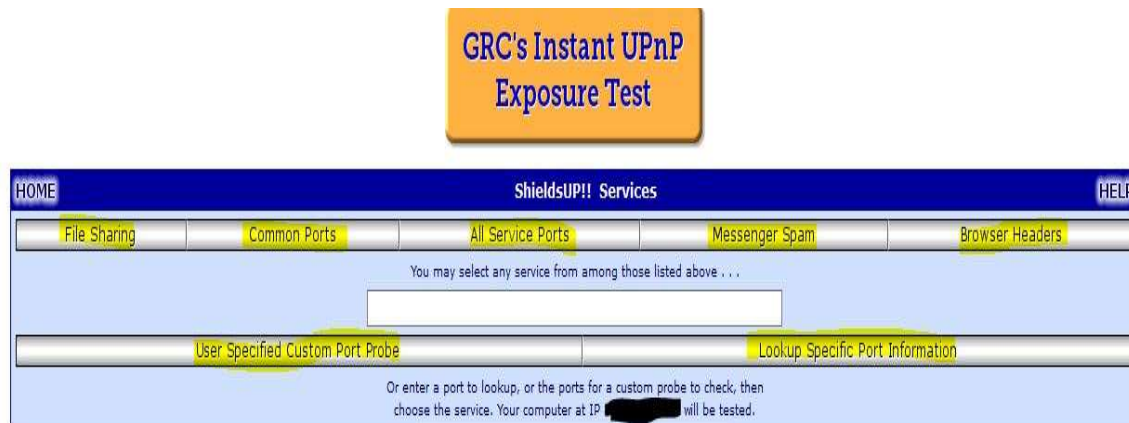 GRC's Instant UPnP
Exposure Test
HOME ShieldsUP!! Services HELP
File Sharing Common Ports All Service Ports Messenger Spam Browser Headers
You may select any service from among those listed above . . .
User Specified Custom Port Probe Lookup Specific Port Information
Or enter a port to lookup, or the ports for a custom probe to check, then
choose the service. Your computer at IP will be tested.